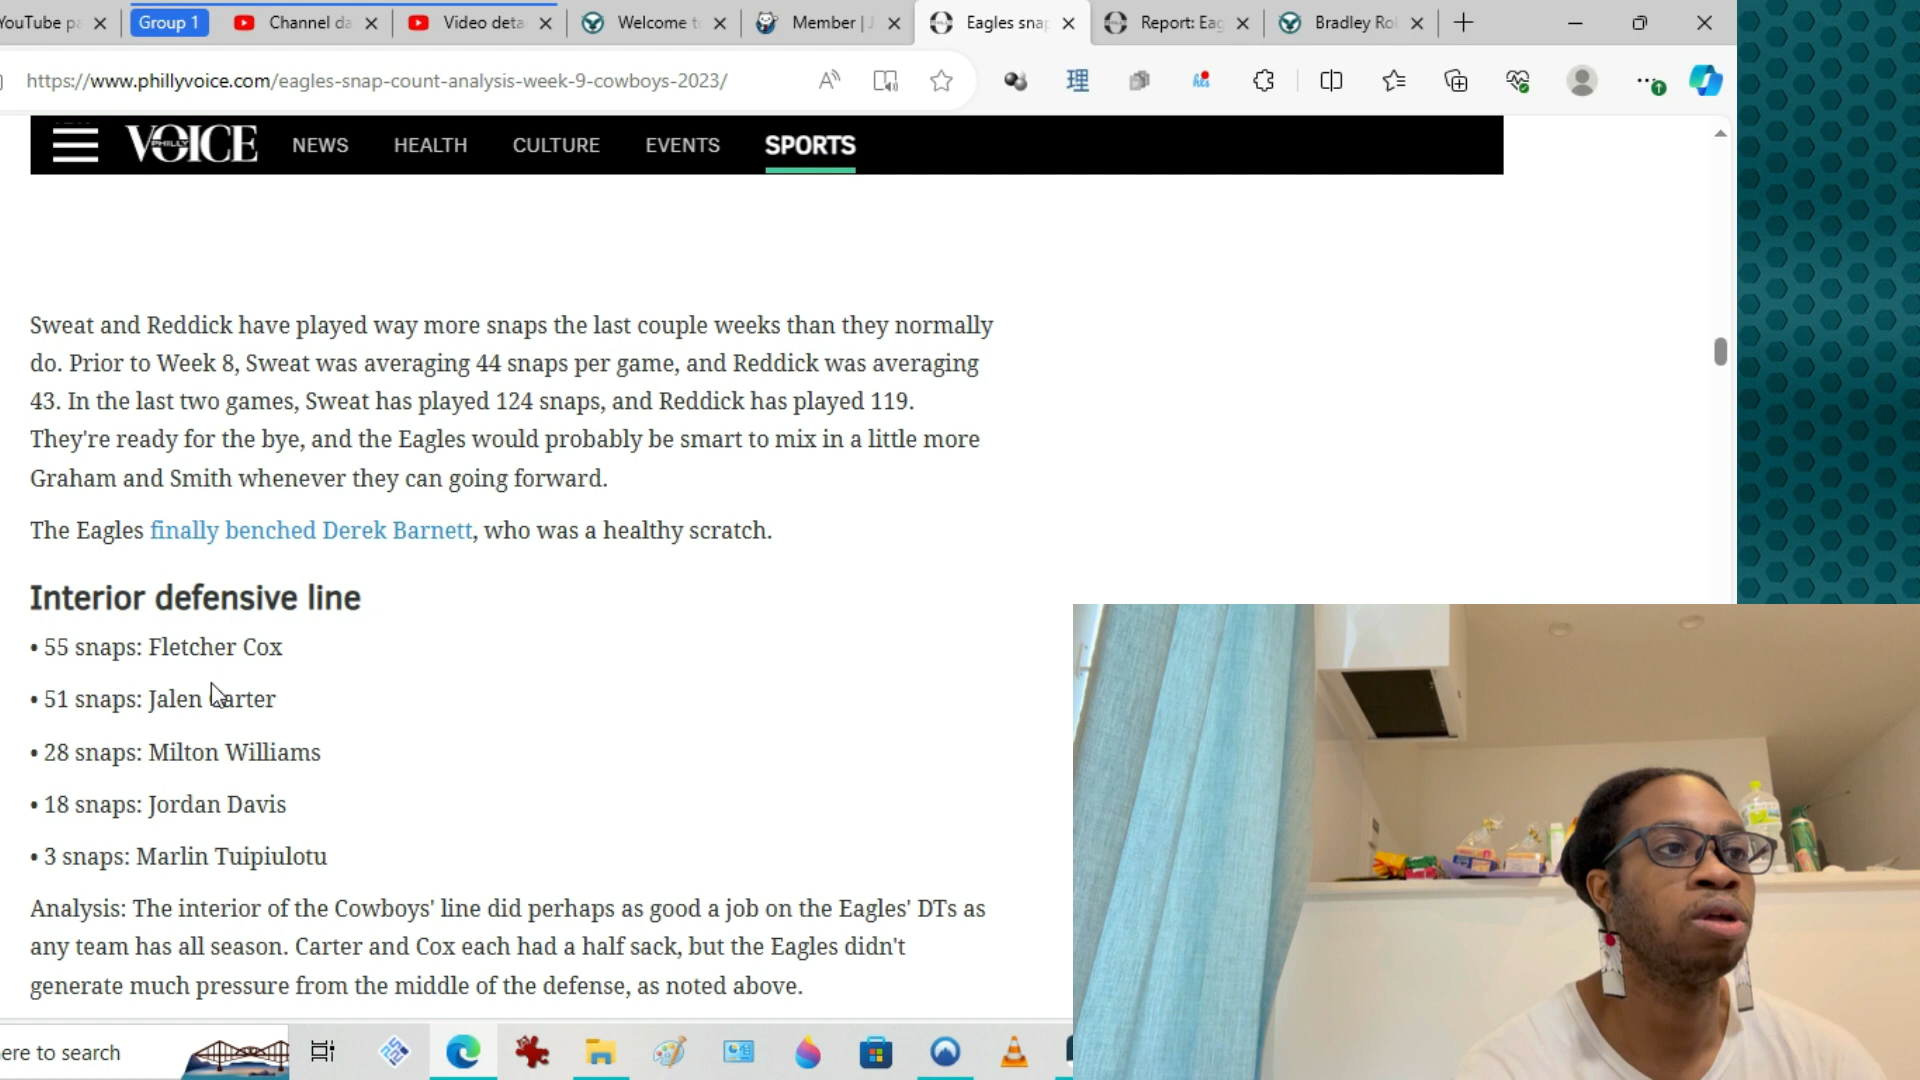 YouTube p
Group 1
Channel da
Video deta
Welcome t
Member | J
Eagles snap
Report: Eag
Bradley Ro
https://www.phillyvoice.com/eagles-snap-count-analysis-week-9-cowboys-2023/
理
PHILLY VOICE
NEWS
HEALTH
CULTURE
EVENTS
SPORTS
Sweat and Reddick have played way more snaps the last couple weeks than they normally
do. Prior to Week 8, Sweat was averaging 44 snaps per game, and Reddick was averaging
43. In the last two games, Sweat has played 124 snaps, and Reddick has played 119.
They're ready for the bye, and the Eagles would probably be smart to mix in a little more
Graham and Smith whenever they can going forward.
The Eagles finally benched Derek Barnett, who was a healthy scratch.
Interior defensive line
• 55 snaps: Fletcher Cox
• 51 snaps: Jalen Carter
• 28 snaps: Milton Williams
• 18 snaps: Jordan Davis
• 3 snaps: Marlin Tuipiulotu
Analysis: The interior of the Cowboys' line did perhaps as good a job on the Eagles' DTs as
any team has all season. Carter and Cox each had a half sack, but the Eagles didn't
generate much pressure from the middle of the defense, as noted above.
ere to search